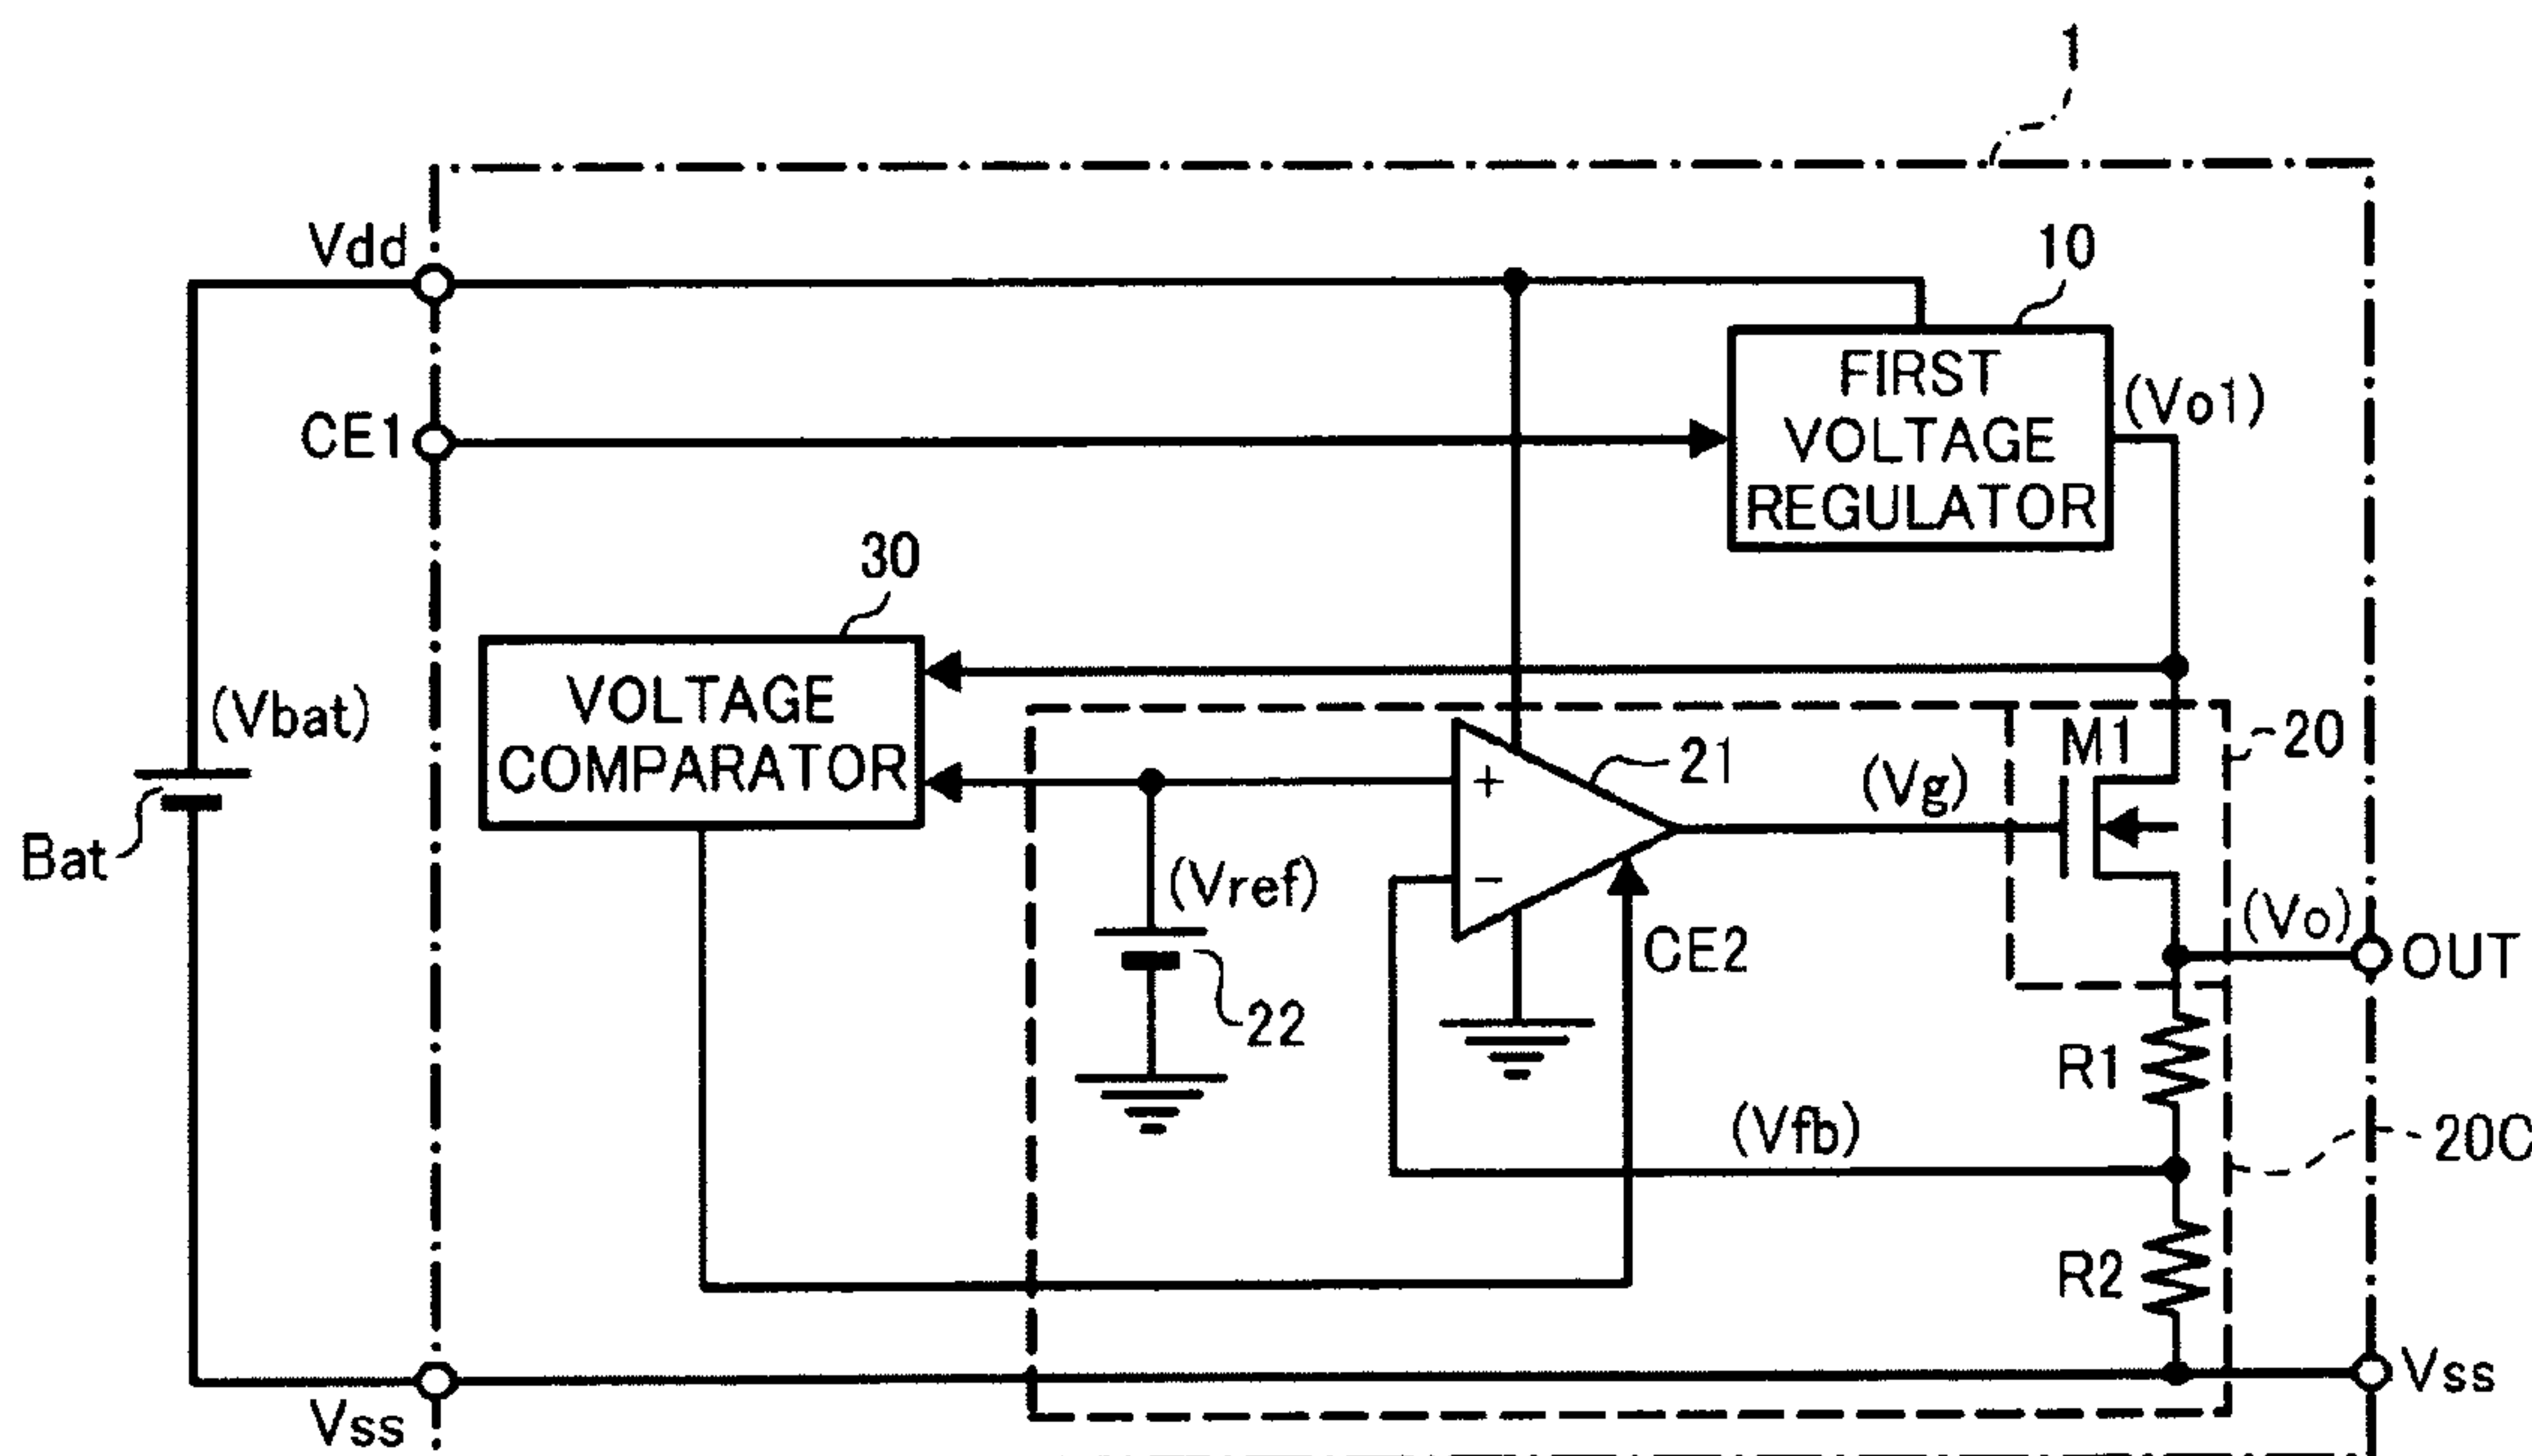 1
Vdd
10
CE1
FIRST
VOLTAGE
REGULATOR
(Vo1)
30
VOLTAGE
COMPARATOR
(Vbat)
Bat
+
−
21
(Vg)
M1
20
(Vref)
22
CE2
(Vo)
OUT
R1
(Vfb)
20C
R2
Vss
Vss